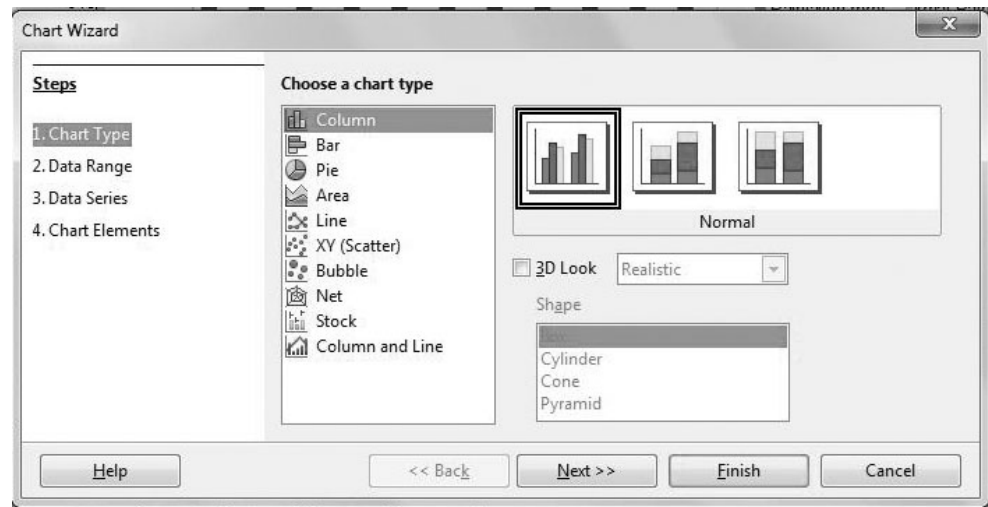 Chart Wizard
Steps
1. Chart Type
2. Data Range
3. Data Series
4. Chart Elements
Choose a chart type
Column
Bar
Pie
Area
Line
XY (Scatter)
Bubble
Net
Stock
Column and Line
Normal
3D Look Realistic
Shape
Cylinder
Cone
Pyramid
Help << Back Next >> Finish Cancel